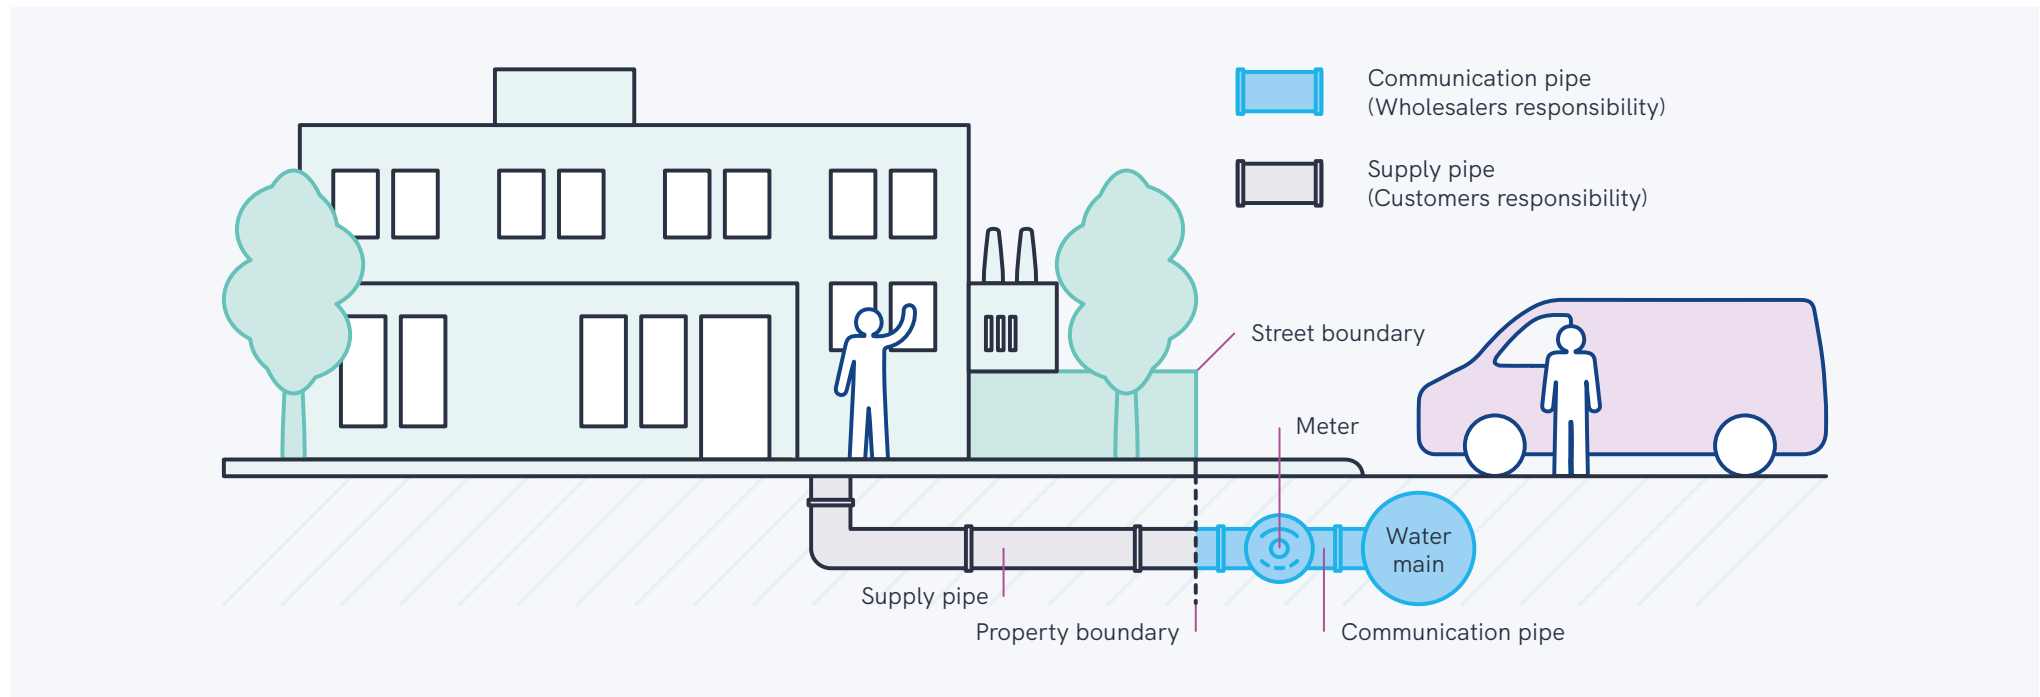 Communication pipe
(Wholesalers responsibility)
Supply pipe
(Customers responsibility)
Street boundary
Meter
Water
main
Supply pipe
Property boundary
Communication pipe